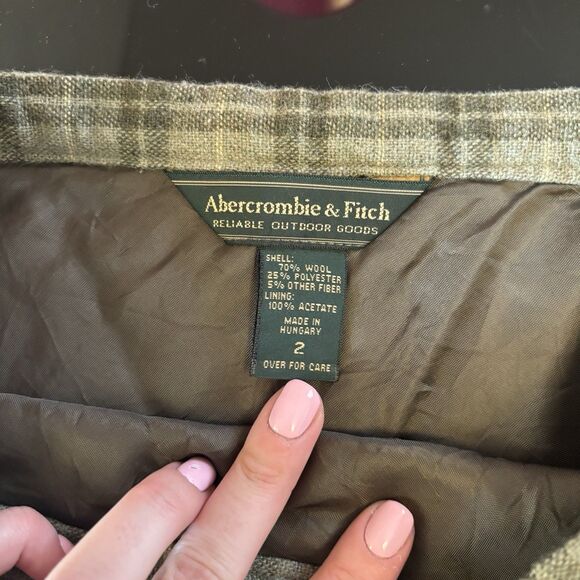 Abercrombie & Fitch
RELIABLE OUTDOOR GOODS
SHELL:
70% WOOL
25% POLYESTER
5% OTHER FIBER
LINING:
100% ACETATE
MADE IN
HUNGARY
2
OVER FOR CARE